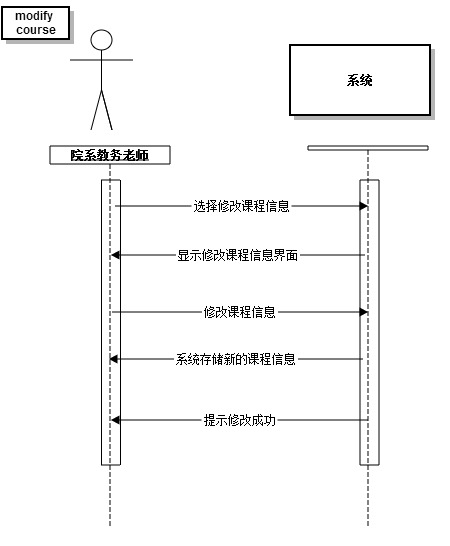 modify
course
系统
院系教务老师
选择修改课程信息
显示修改课程信息界面
修改课程信息
系统存储新的课程信息
提示修改成功